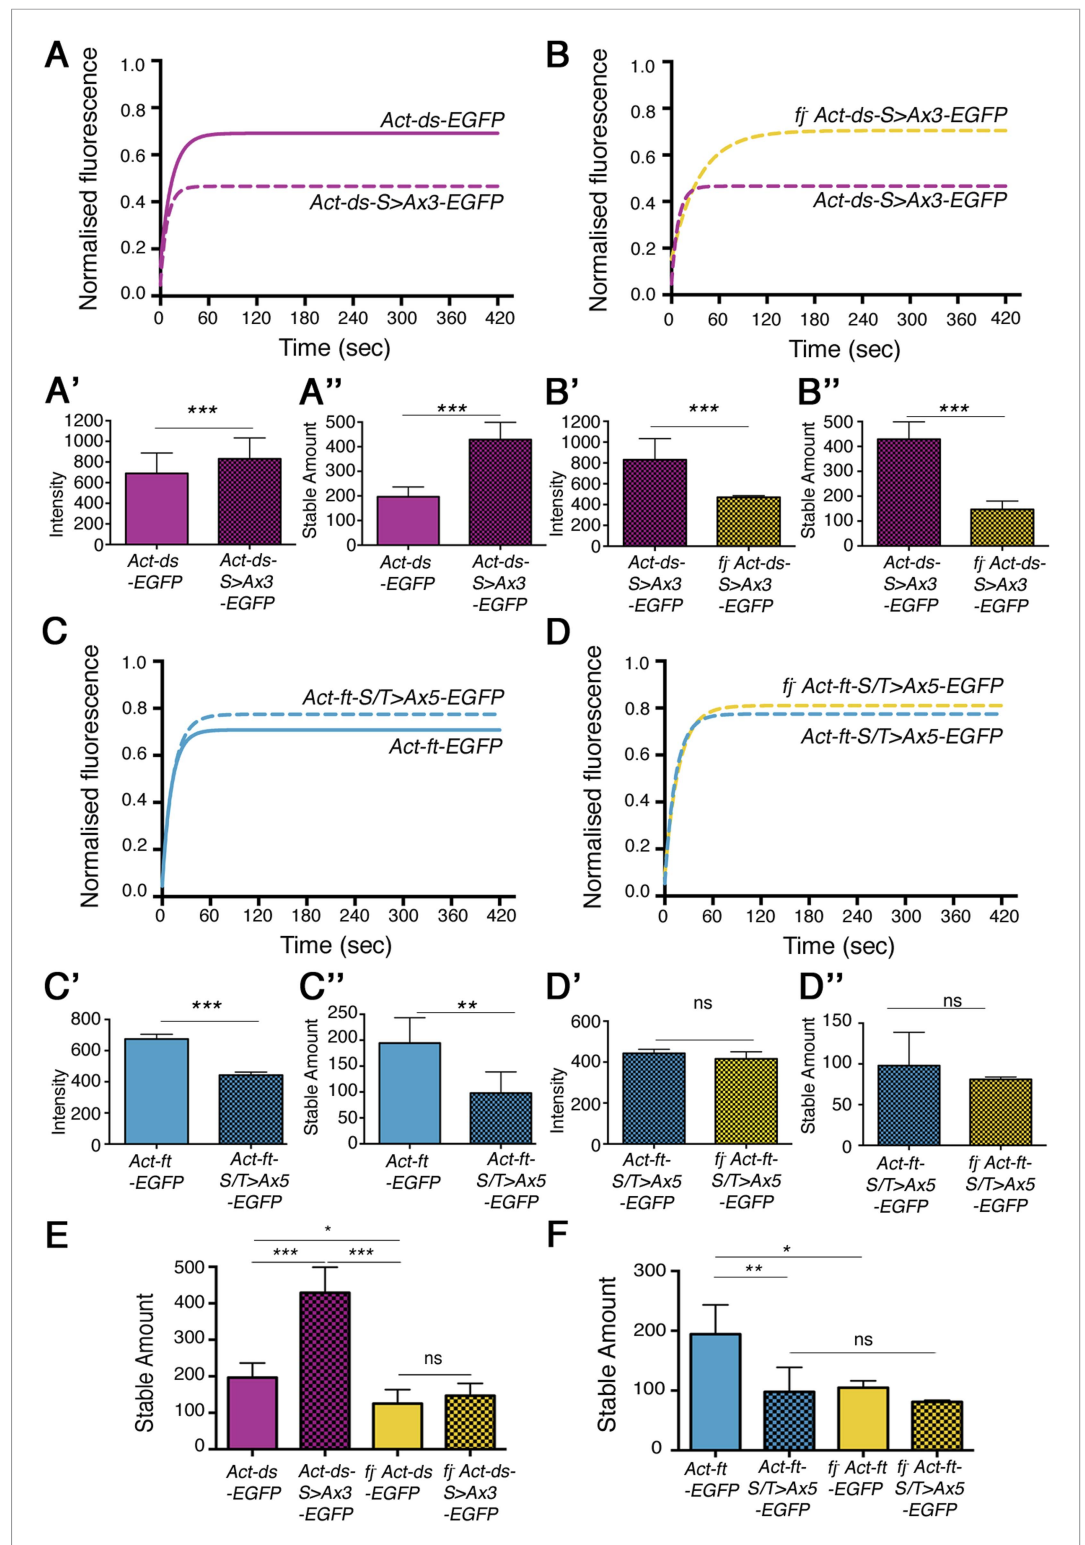 A
Normalised fluorescence
1.0
0.8
0.6
0.4
0.2
0.0
Act-ds-EGFP
Act-ds-S>Ax3-EGFP
0 60 120 180 240 300 360 420
Time (sec)
B
Normalised fluorescence
1.0
0.8
0.6
0.4
0.2
0.0
fj- Act-ds-S>Ax3-EGFP
Act-ds-S>Ax3-EGFP
0 60 120 180 240 300 360 420
Time (sec)
A'
***
Intensity
1200
1000
800
600
400
200
0
Act-ds
-EGFP
Act-ds-
S>Ax3
-EGFP
A''
***
Stable Amount
500
400
300
200
100
0
Act-ds
-EGFP
Act-ds-
S>Ax3
-EGFP
B'
***
Intensity
1200
1000
800
600
400
200
0
Act-ds-
S>Ax3
-EGFP
fj- Act-ds-
S>Ax3
-EGFP
B''
***
Stable Amount
500
400
300
200
100
0
Act-ds-
S>Ax3
-EGFP
fj- Act-ds-
S>Ax3
-EGFP
C
Normalised fluorescence
1.0
0.8
0.6
0.4
0.2
0.0
Act-ft-S/T>Ax5-EGFP
Act-ft-EGFP
0 60 120 180 240 300 360 420
Time (sec)
D
Normalised fluorescence
1.0
0.8
0.6
0.4
0.2
0.0
fj- Act-ft-S/T>Ax5-EGFP
Act-ft-S/T>Ax5-EGFP
0 60 120 180 240 300 360 420
Time (sec)
C'
***
Intensity
800
600
400
200
0
Act-ft
-EGFP
Act-ft-
S/T>Ax5
-EGFP
C''
**
Stable Amount
250
200
150
100
50
0
Act-ft
-EGFP
Act-ft-
S/T>Ax5
-EGFP
D'
ns
Intensity
600
400
200
0
Act-ft-
S/T>Ax5
-EGFP
fj- Act-ft-
S/T>Ax5
-EGFP
D''
ns
Stable Amount
150
100
50
0
Act-ft-
S/T>Ax5
-EGFP
fj- Act-ft-
S/T>Ax5
-EGFP
E
*
*** ***
ns
Stable Amount
500
400
300
200
100
0
Act-ds
-EGFP
Act-ds-
S>Ax3
-EGFP
fj- Act-ds
-EGFP
fj- Act-ds-
S>Ax3
-EGFP
F
*
**
ns
Stable Amount
300
200
100
0
Act-ft
-EGFP
Act-ft-
S/T>Ax5
-EGFP
fj- Act-ft
-EGFP
fj- Act-ft-
S/T>Ax5
-EGFP